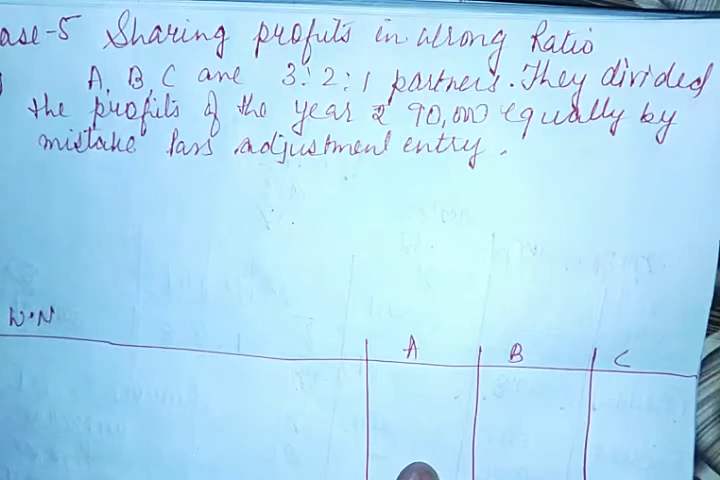 ase-5 Sharing profits in wrong Ratio
A, B, C are 3:2:1 partners. They divided
the profits of the year ₹ 90,000 equally by
mistake Pass adjustment entry.
W.N
A B C